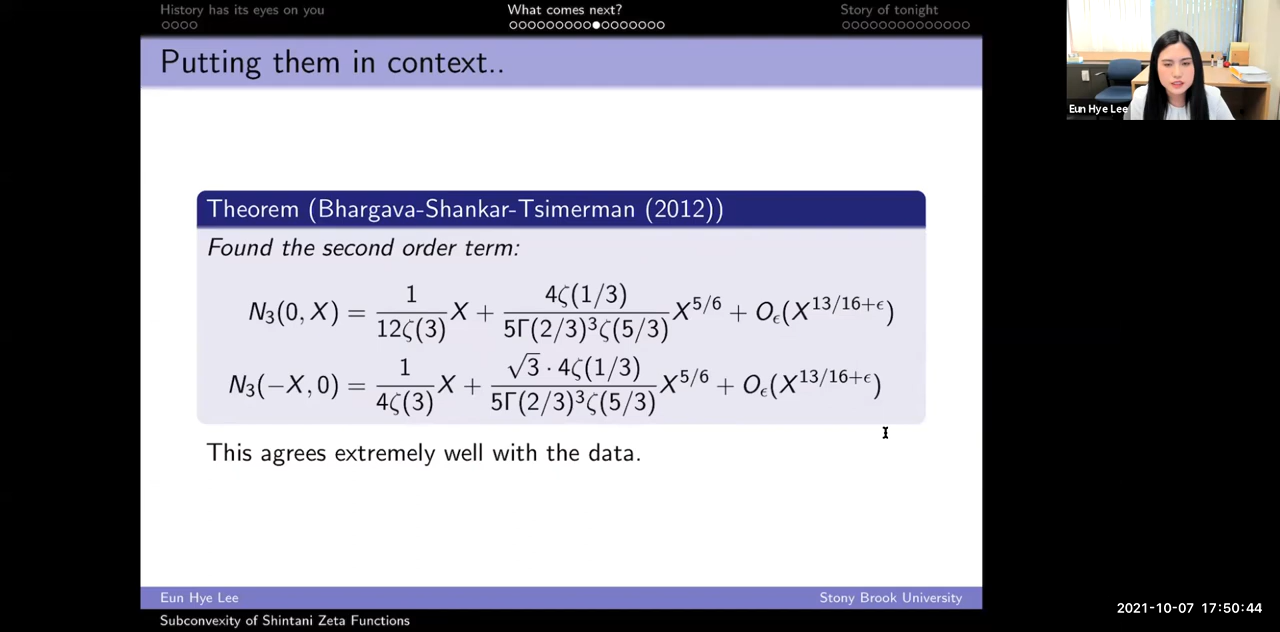 History has its eyes on you
What comes next?
Story of tonight
Putting them in context..
Eun Hye Lee
Theorem (Bhargava-Shankar-Tsimerman (2012))
Found the second order term:
N₃(0, X) = 1/12ζ(3) X + 4ζ(1/3)/5Γ(2/3)³ζ(5/3) X^5/6 + O_ϵ(X^13/16+ϵ)
N₃(−X, 0) = 1/4ζ(3) X + √3 · 4ζ(1/3)/5Γ(2/3)³ζ(5/3) X^5/6 + O_ϵ(X^13/16+ϵ)
This agrees extremely well with the data.
Eun Hye Lee
Stony Brook University
Subconvexity of Shintani Zeta Functions
2021-10-07 17:50:44